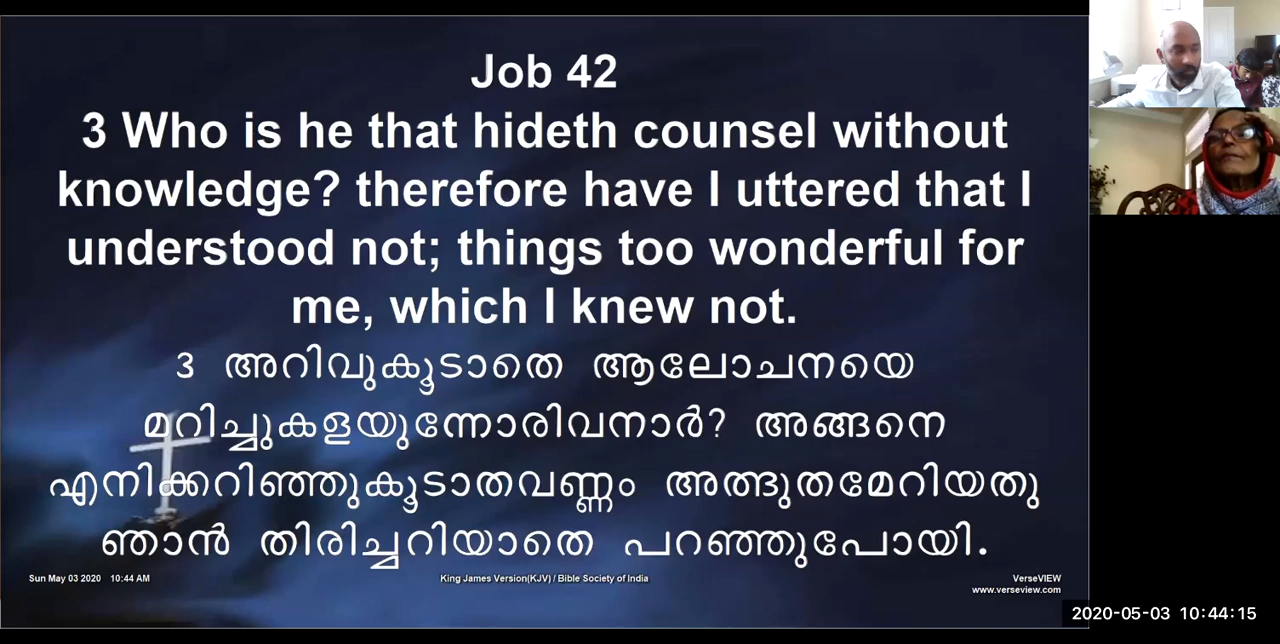 Job 42
3 Who is he that hideth counsel without
knowledge? therefore have I uttered that I
understood not; things too wonderful for
me, which I knew not.
3 അറിവുകൂടാതെ ആലോചനയെ
മറിച്ചുകളയുന്നോരിവനാർ? അങ്ങനെ
എനിക്കറിഞ്ഞുകൂടാതവണ്ണം അത്ഭുതമേറിയതു
ഞാൻ തിരിച്ചറിയാതെ പറഞ്ഞുപോയി.
Sun May 03 2020 10:44 AM
King James Version(KJV) / Bible Society of India
VerseVIEW
www.verseview.com
2020-05-03 10:44:15